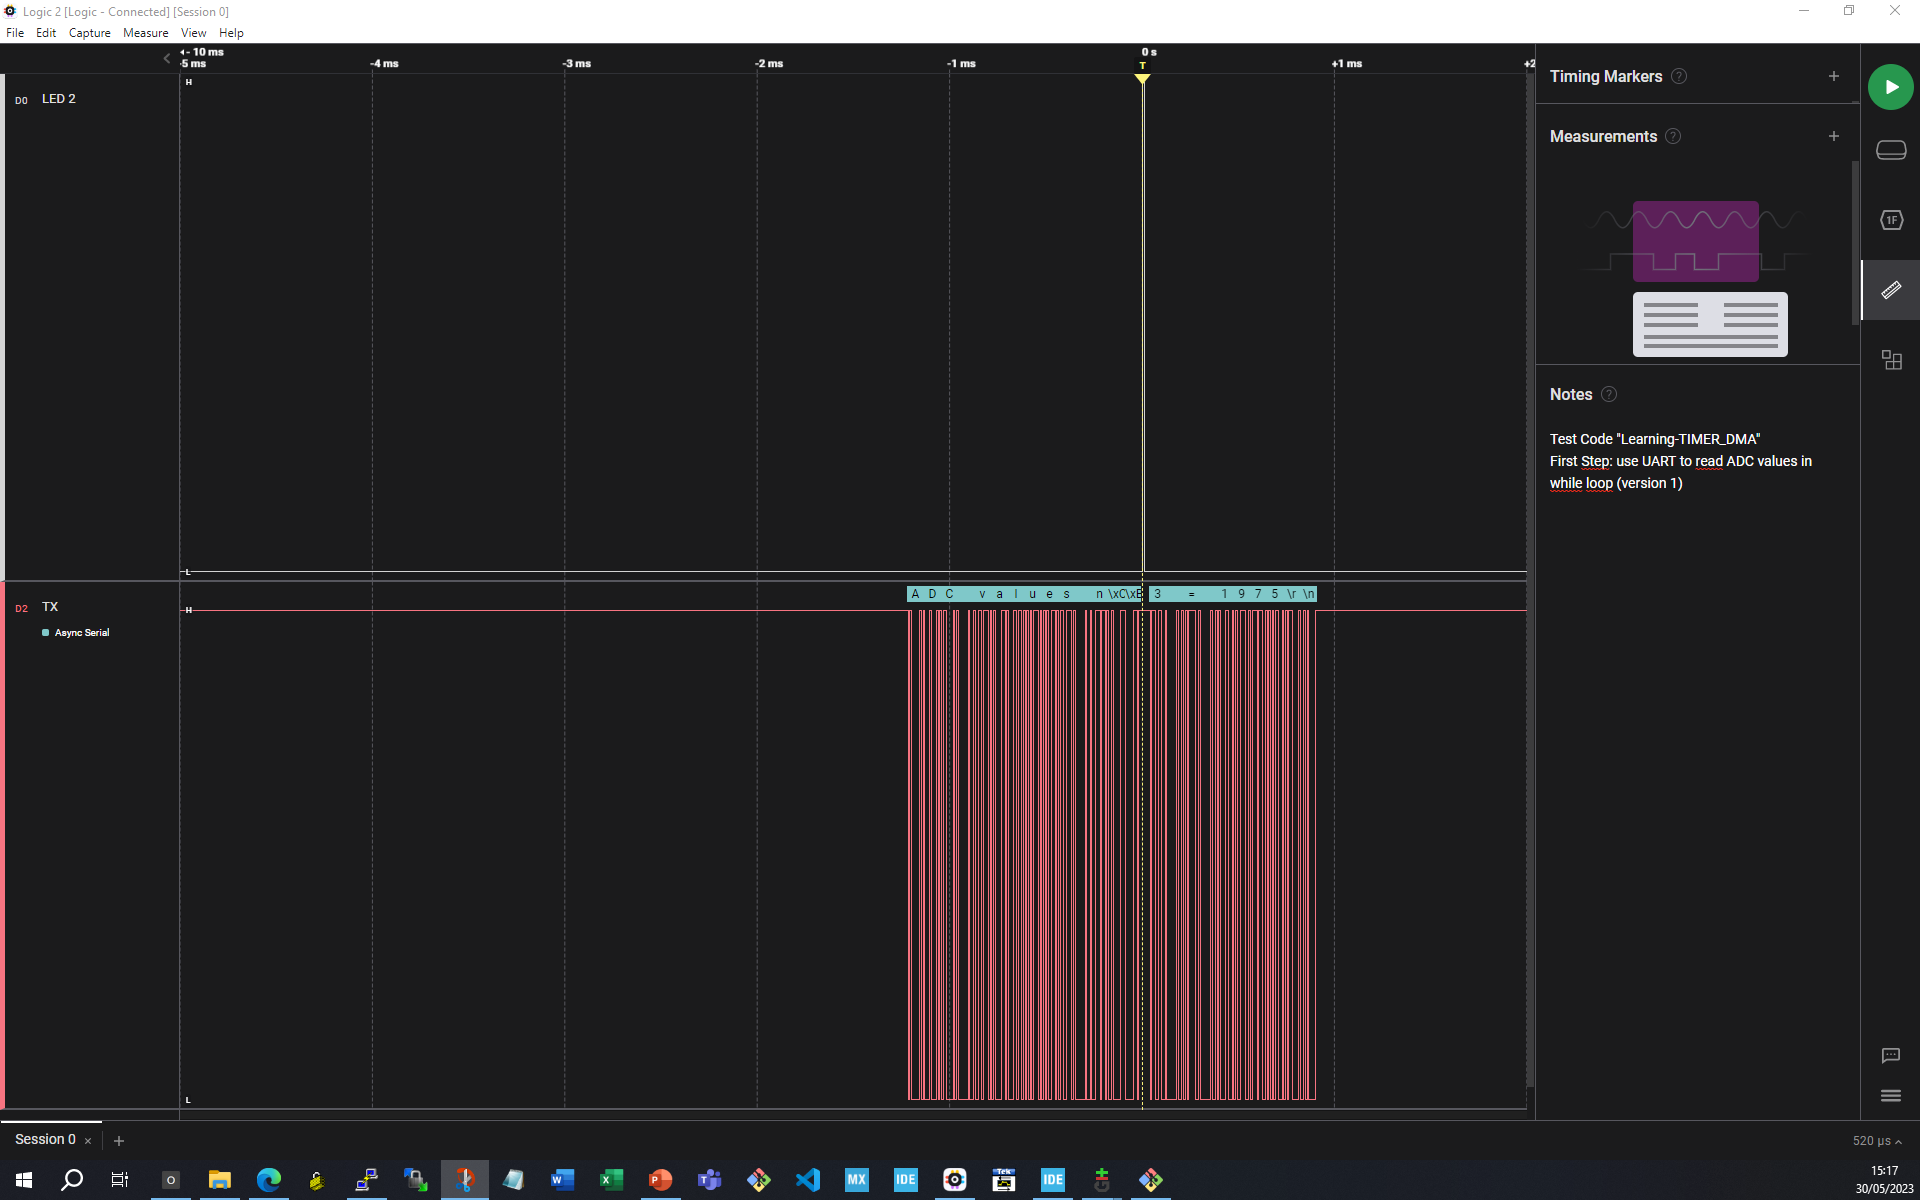 Logic 2 [Logic - Connected] [Session 0]
File Edit Capture Measure View Help
- 10 ms
0 s
-5 ms
-4 ms
-3 ms
-2 ms
-1 ms
T
+1 ms
+2
D0 LED 2
H
L
D2 TX
Async Serial
H
L
A D C v a l u e s n \xC \xE 3 = 1 9 7 5 \r \n
Timing Markers ? +
Measurements ? +
Notes ?
Test Code "Learning-TIMER_DMA"
First Step: use UART to read ADC values in
while loop (version 1)
1F
Session 0 × +
520 µs
O
W
X
P
T
MX
IDE
Tek
IDE
15:17
30/05/2023